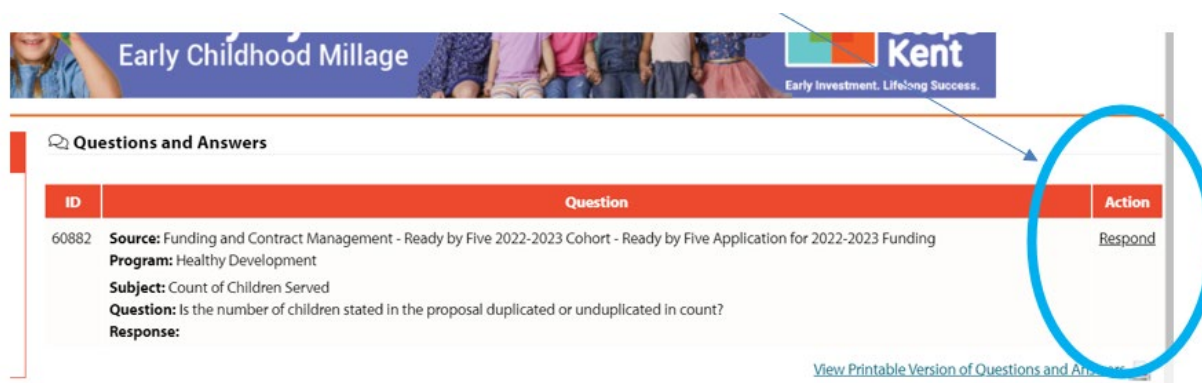 Early Childhood Millage
Kent
Early Investment. Lifelong Success.
Questions and Answers
ID Question Action
60882 Source: Funding and Contract Management - Ready by Five 2022-2023 Cohort - Ready by Five Application for 2022-2023 Funding Respond
Program: Healthy Development
Subject: Count of Children Served
Question: Is the number of children stated in the proposal duplicated or unduplicated in count?
Response:
View Printable Version of Questions and Answers